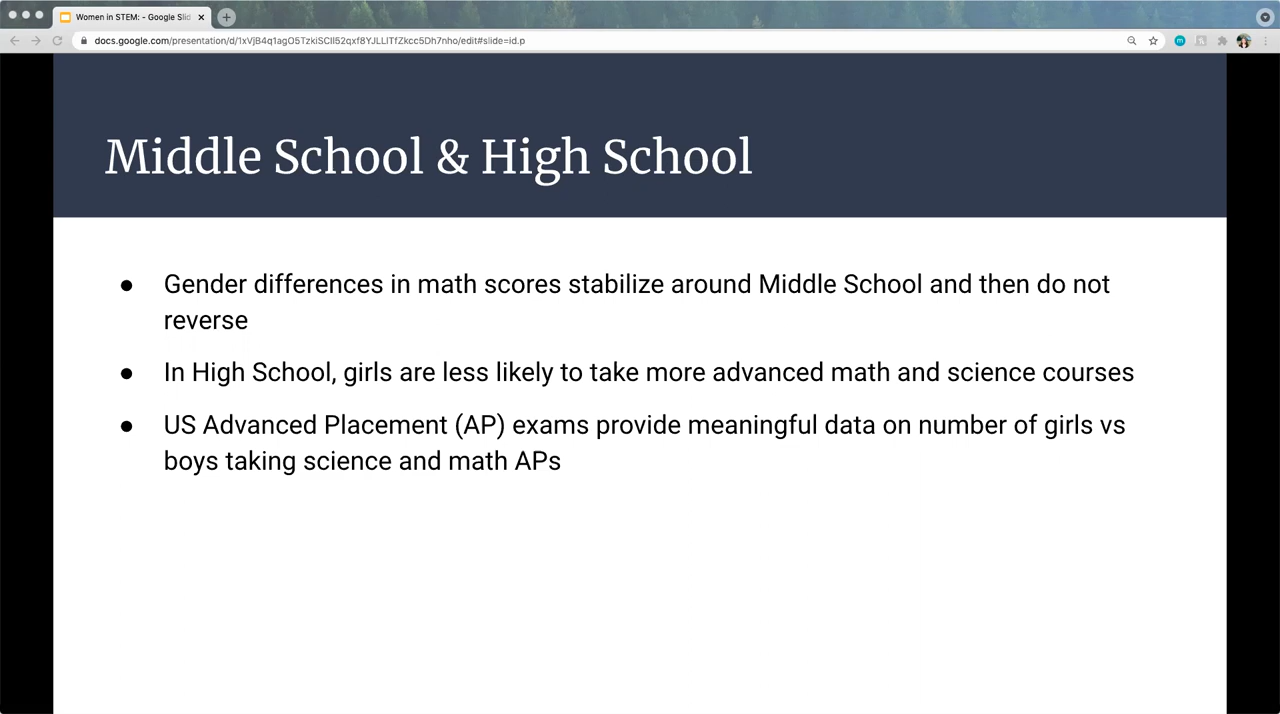 Women in STEM: - Google Slid
docs.google.com/presentation/d/1xVjB4q1agO5TzkiSCIl52qxf8YJLLlTfZkcc5Dh7nho/edit#slide=id.p
Middle School & High School
● Gender differences in math scores stabilize around Middle School and then do not
reverse
● In High School, girls are less likely to take more advanced math and science courses
● US Advanced Placement (AP) exams provide meaningful data on number of girls vs
boys taking science and math APs